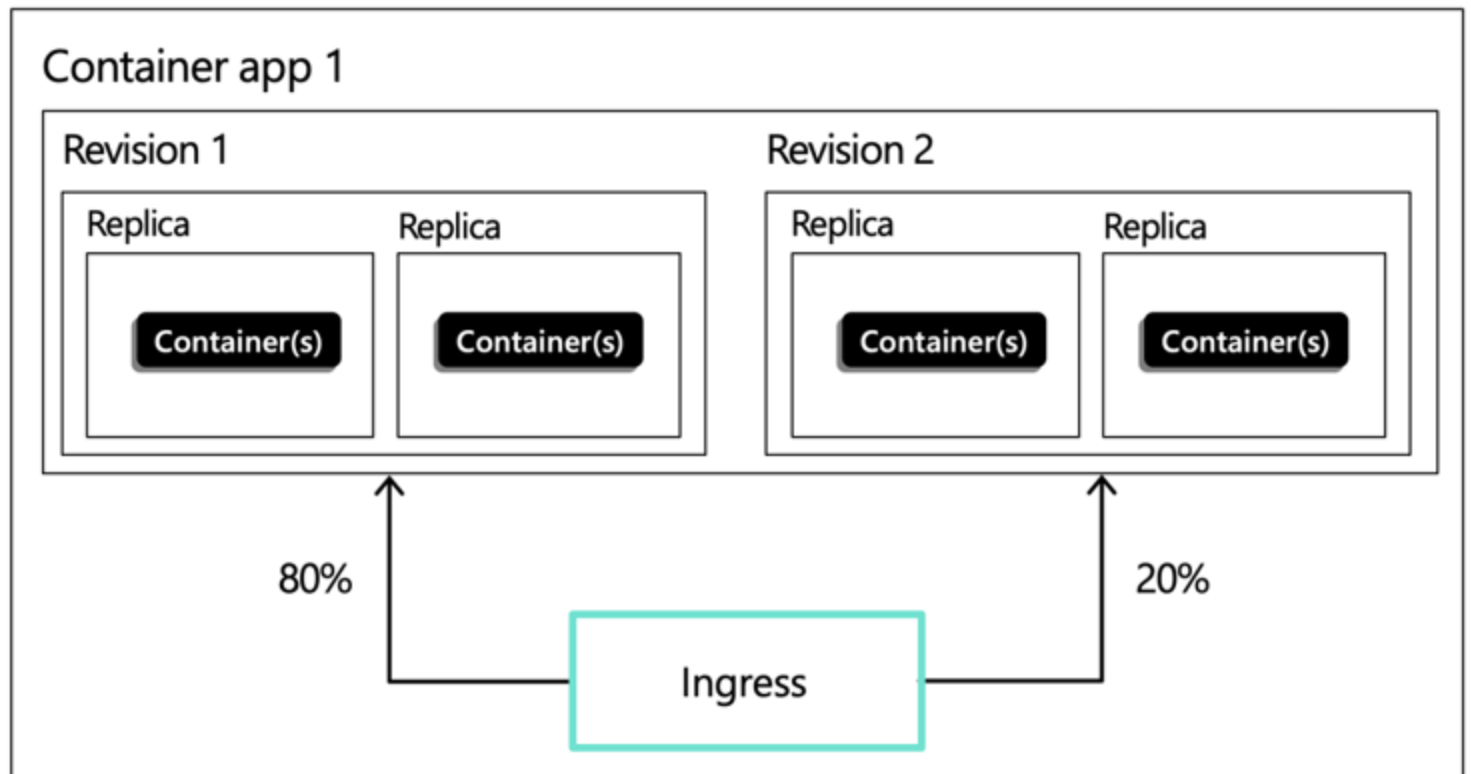 Container app 1
Revision 1
Revision 2
Replica
Replica
Replica
Replica
Container(s)
Container(s)
Container(s)
Container(s)
80%
20%
Ingress